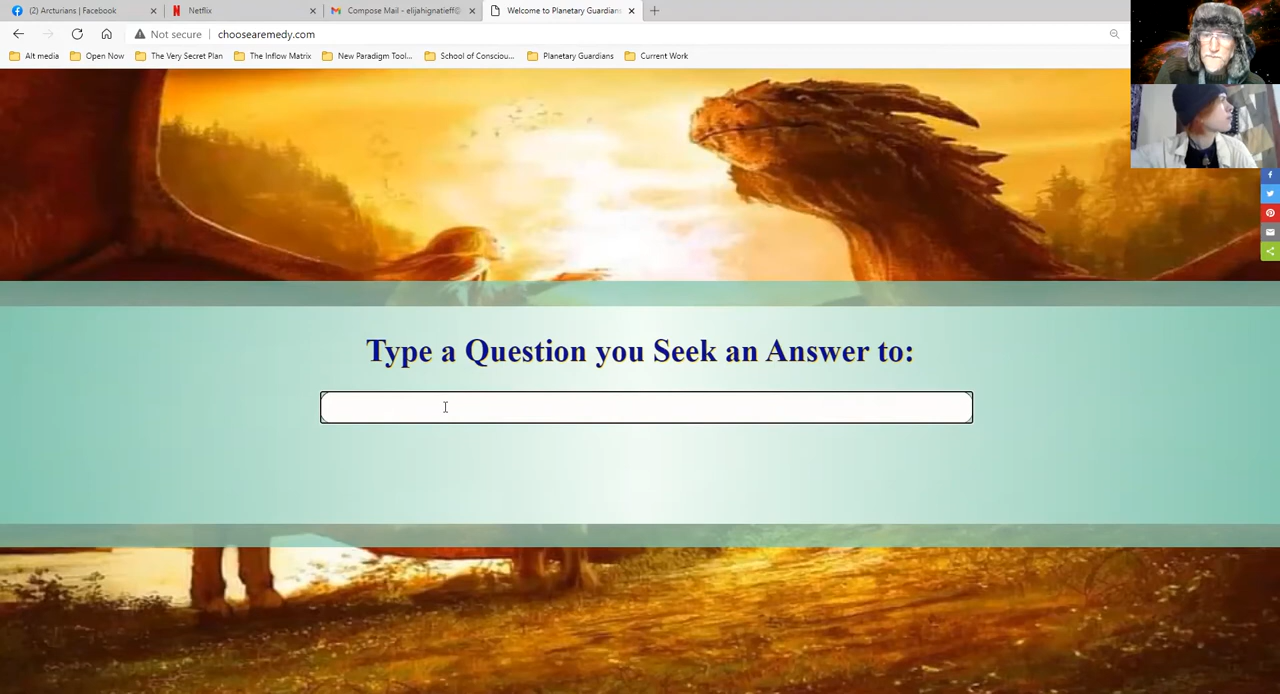 (2) Arcturians | Facebook
Netflix
Compose Mail - elijahignatieff@
Welcome to Planetary Guardians
Not secure
choosearemedy.com
Alt media
Open Now
The Very Secret Plan
The Inflow Matrix
New Paradigm Tool...
School of Consciou...
Planetary Guardians
Current Work
Type a Question you Seek an Answer to: